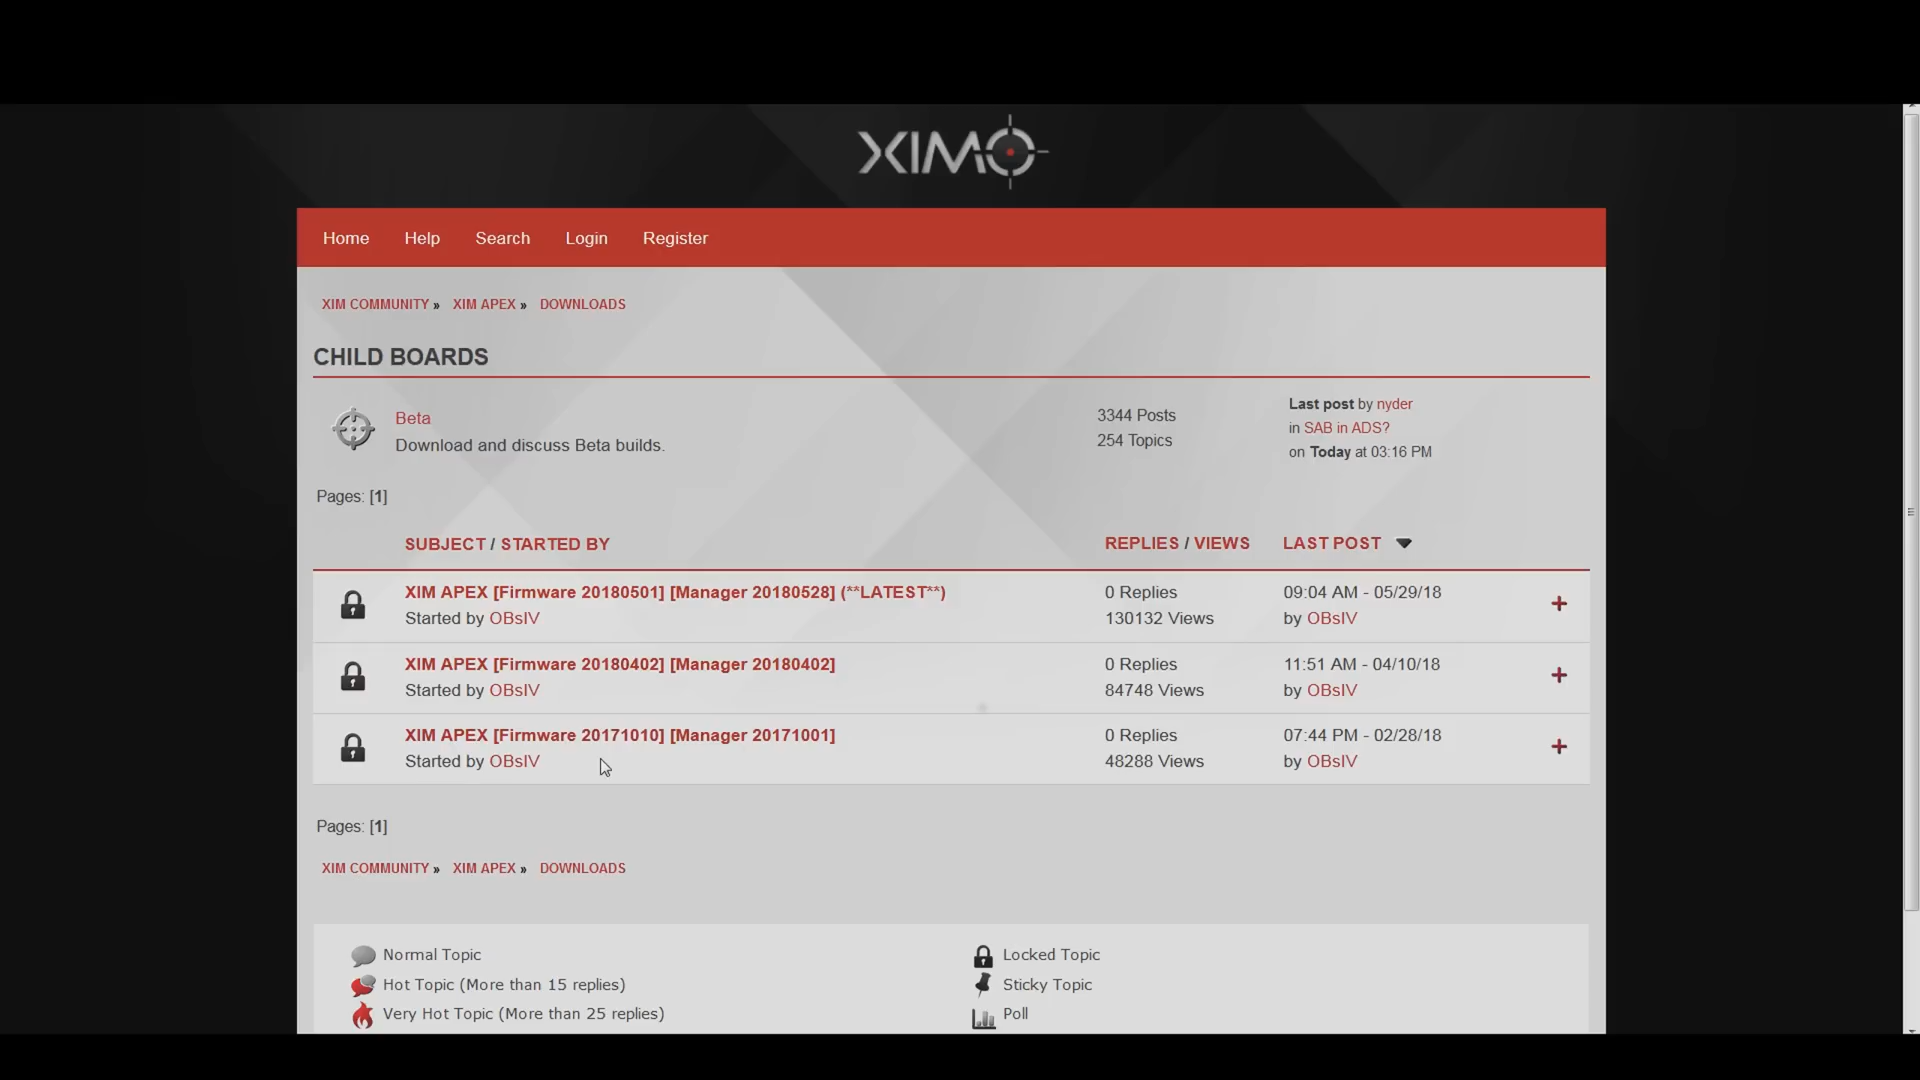 XIM
Home Help Search Login Register
XIM COMMUNITY » XIM APEX » DOWNLOADS
CHILD BOARDS
Beta
Download and discuss Beta builds.
3344 Posts
254 Topics
Last post by nyder
in SAB in ADS?
on Today at 03:16 PM
Pages: [1]
SUBJECT / STARTED BY REPLIES / VIEWS LAST POST
XIM APEX [Firmware 20180501] [Manager 20180528] (**LATEST**)
Started by OBsIV
0 Replies
130132 Views
09:04 AM - 05/29/18
by OBsIV
XIM APEX [Firmware 20180402] [Manager 20180402]
Started by OBsIV
0 Replies
84748 Views
11:51 AM - 04/10/18
by OBsIV
XIM APEX [Firmware 20171010] [Manager 20171001]
Started by OBsIV
0 Replies
48288 Views
07:44 PM - 02/28/18
by OBsIV
Pages: [1]
XIM COMMUNITY » XIM APEX » DOWNLOADS
Normal Topic
Hot Topic (More than 15 replies)
Very Hot Topic (More than 25 replies)
Locked Topic
Sticky Topic
Poll